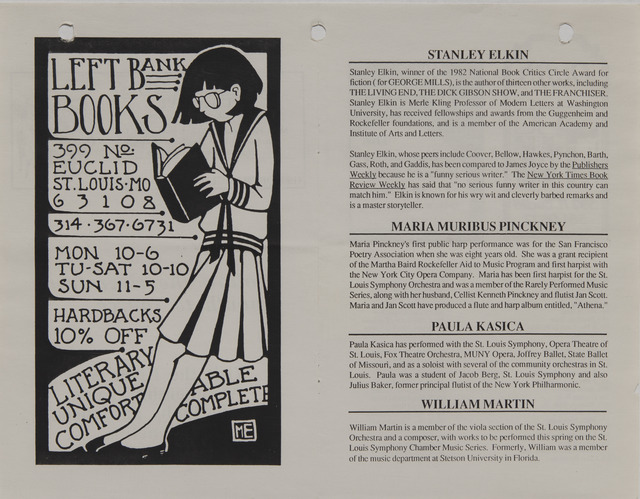 LEFT BANK
BOOKS
399 No:
EUCLID
ST. LOUIS·MO
63108
314·367·6731
MON 10-6
TU-SAT 10-10
SUN 11-5
HARDBACKS
10% OFF
LITERARY
UNIQUE
COMFORTABLE
COMPLETE
ME
STANLEY ELKIN
Stanley Elkin, winner of the 1982 National Book Critics Circle Award for
fiction ( for GEORGE MILLS), is the author of thirteen other works, including
THE LIVING END, THE DICK GIBSON SHOW, and THE FRANCHISER.
Stanley Elkin is Merle Kling Professor of Modern Letters at Washington
University, has received fellowships and awards from the Guggenheim and
Rockefeller foundations, and is a member of the American Academy and
Institute of Arts and Letters.
Stanley Elkin, whose peers include Coover, Bellow, Hawkes, Pynchon, Barth,
Gass, Roth, and Gaddis, has been compared to James Joyce by the Publishers
Weekly because he is a "funny serious writer." The New York Times Book
Review Weekly has said that "no serious funny writer in this country can
match him." Elkin is known for his wry wit and cleverly barbed remarks and
is a master storyteller.
MARIA MURIBUS PINCKNEY
Maria Pinckney's first public harp performance was for the San Francisco
Poetry Association when she was eight years old. She was a grant recipient
of the Martha Baird Rockefeller Aid to Music Program and first harpist with
the New York City Opera Company. Maria has been first harpist for the St.
Louis Symphony Orchestra and was a member of the Rarely Performed Music
Series, along with her husband, Cellist Kenneth Pinckney and flutist Jan Scott.
Maria and Jan Scott have produced a flute and harp album entitled, "Athena."
PAULA KASICA
Paula Kasica has performed with the St. Louis Symphony, Opera Theatre of
St. Louis, Fox Theatre Orchestra, MUNY Opera, Joffrey Ballet, State Ballet
of Missouri, and as a soloist with several of the community orchestras in St.
Louis. Paula was a student of Jacob Berg, St. Louis Symphony and also
Julius Baker, former principal flutist of the New York Philharmonic.
WILLIAM MARTIN
William Martin is a member of the viola section of the St. Louis Symphony
Orchestra and a composer, with works to be performed this spring on the St.
Louis Symphony Chamber Music Series. Formerly, William was a member
of the music department at Stetson University in Florida.